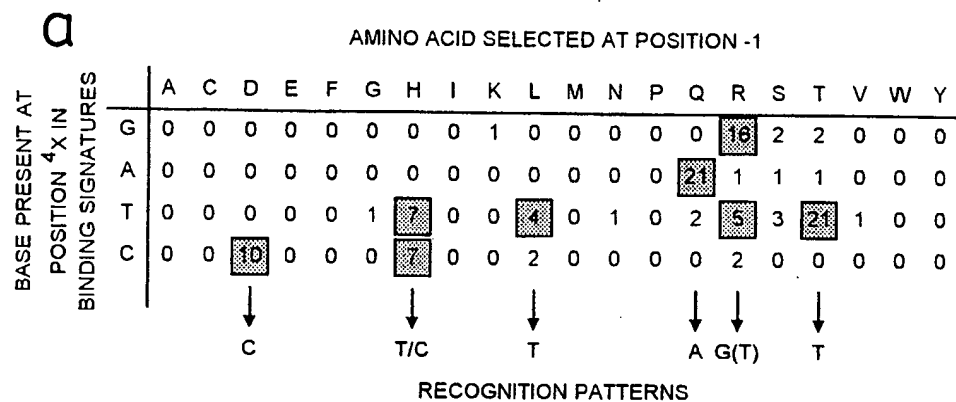 a
AMINO ACID SELECTED AT POSITION -1
BASE PRESENT AT
POSITION 4X IN
BINDING SIGNATURES
A C D E F G H I K L M N P Q R S T V W Y
G 0 0 0 0 0 0 0 0 1 0 0 0 0 0 16 2 2 0 0 0
A 0 0 0 0 0 0 0 0 0 0 0 0 0 21 1 1 1 0 0 0
T 0 0 0 0 0 1 7 0 0 4 0 1 0 2 5 3 21 1 0 0
C 0 0 10 0 0 0 7 0 0 2 0 0 0 0 2 0 0 0 0 0
C T/C T A G(T) T
RECOGNITION PATTERNS